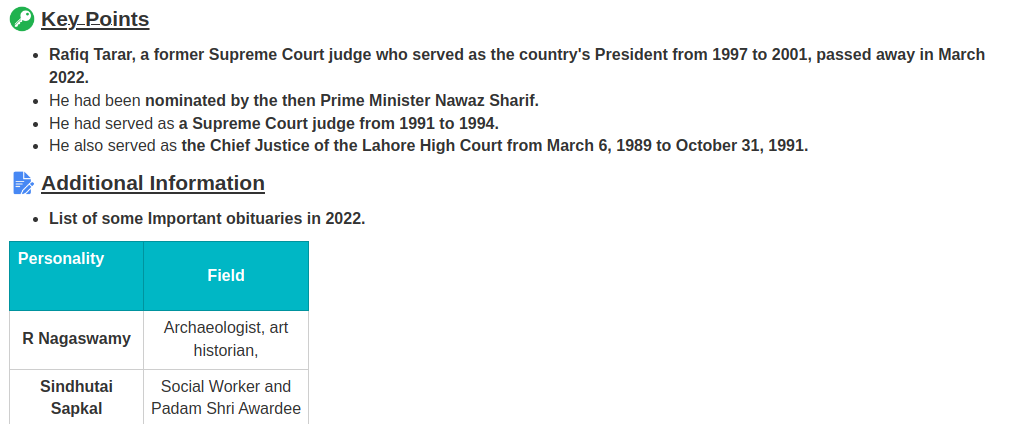 Key Points
Rafiq Tarar, a former Supreme Court judge who served as the country's President from 1997 to 2001, passed away in March
2022.
He had been nominated by the then Prime Minister Nawaz Sharif.
He had served as a Supreme Court judge from 1991 to 1994.
He also served as the Chief Justice of the Lahore High Court from March 6, 1989 to October 31, 1991.
Additional Information
List of some Important obituaries in 2022.
Personality
Field
R Nagaswamy
Archaeologist, art
historian,
Sindhutai
Sapkal
Social Worker and
Padam Shri Awardee